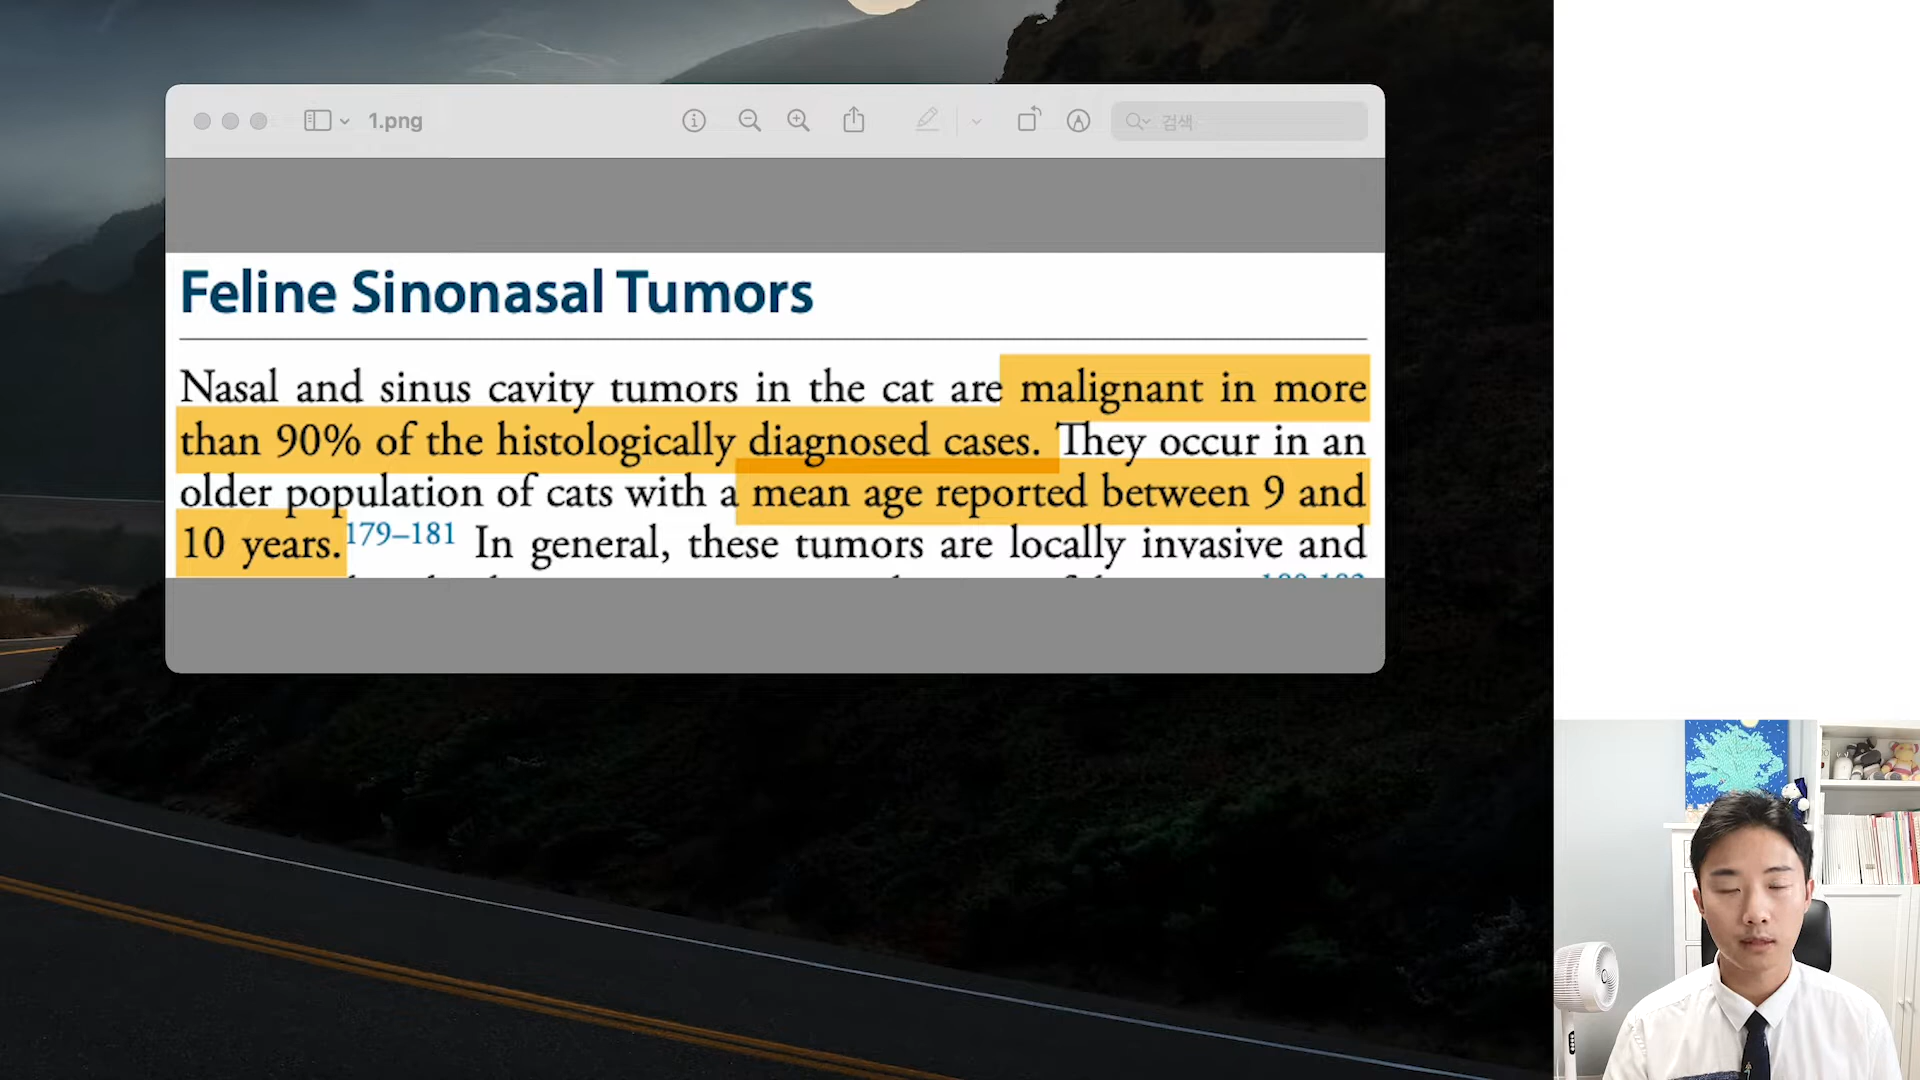 1.png
검색
Feline Sinonasal Tumors
Nasal and sinus cavity tumors in the cat are malignant in more
than 90% of the histologically diagnosed cases. They occur in an
older population of cats with a mean age reported between 9 and
10 years.179–181 In general, these tumors are locally invasive and